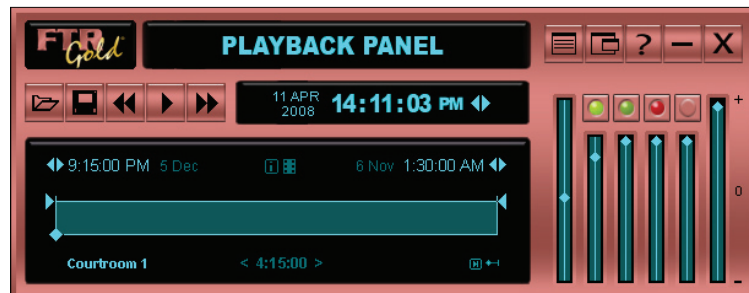 FTR Gold
PLAYBACK PANEL
?
X
11 APR 2008 14:11:03 PM
+
0
-
9:15:00 PM 5 Dec
6 Nov 1:30:00 AM
Courtroom 1
< 4:15:00 >
H